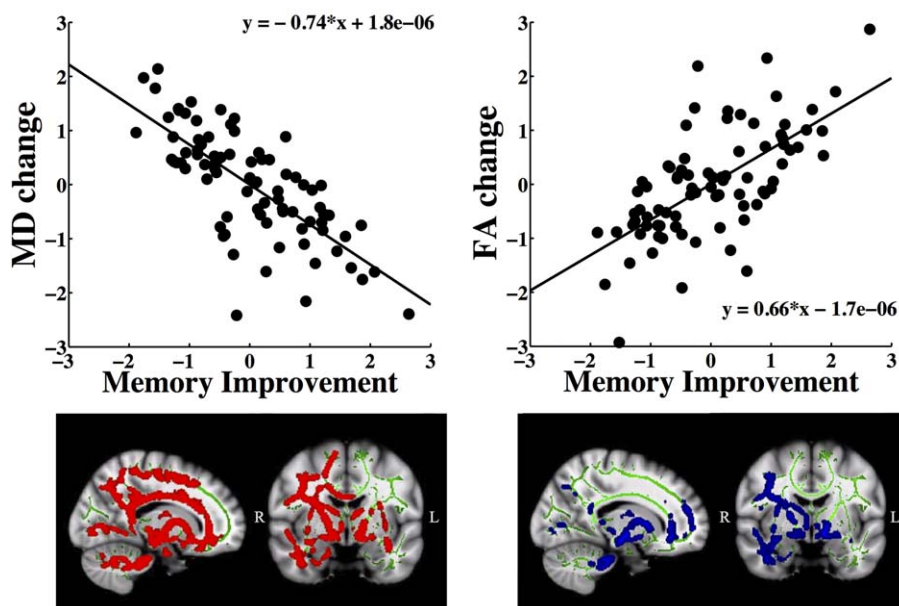 y = − 0.74*x + 1.8e−06
MD change
3
2
1
0
−1
−2
−3
−3 −2 −1 0 1 2 3
Memory Improvement
FA change
3
2
1
0
−1
−2
−3
y = 0.66*x − 1.7e−06
−3 −2 −1 0 1 2 3
Memory Improvement
R L
R L